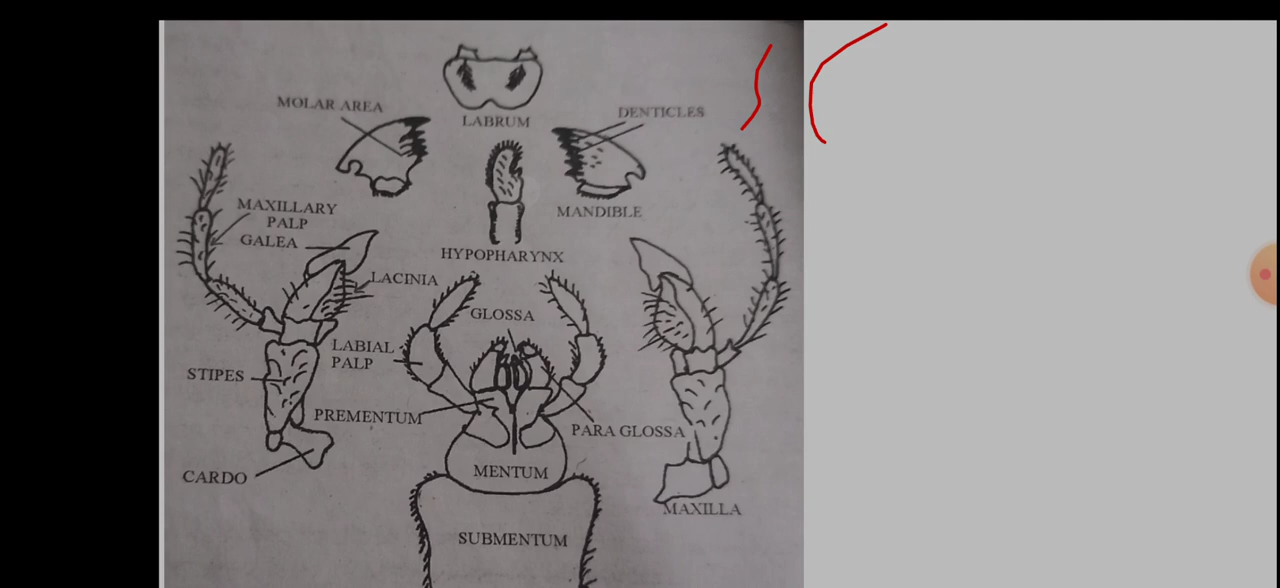 MOLAR AREA
DENTICLES
LABRUM
MAXILLARY
PALP
MANDIBLE
GALEA
HYPOPHARYNX
LACINIA
GLOSSA
LABIAL
PALP
STIPES
PREMENTUM
PARA GLOSSA
MENTUM
CARDO
MAXILLA
SUBMENTUM